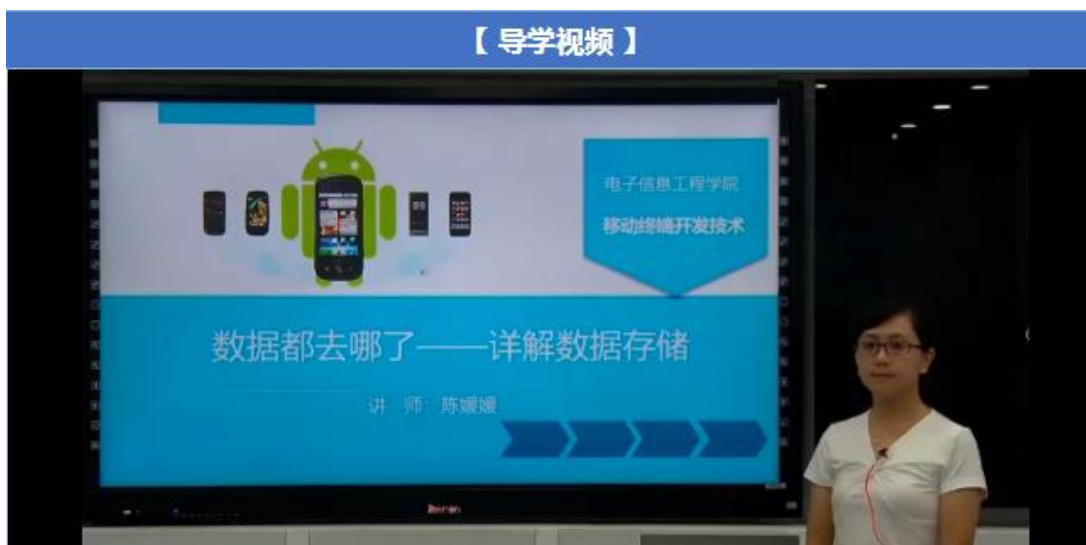 【 导学视频 】
电子信息工程学院
移动终端开发技术
数据都去哪了——详解数据存储
讲 师：陈媛媛